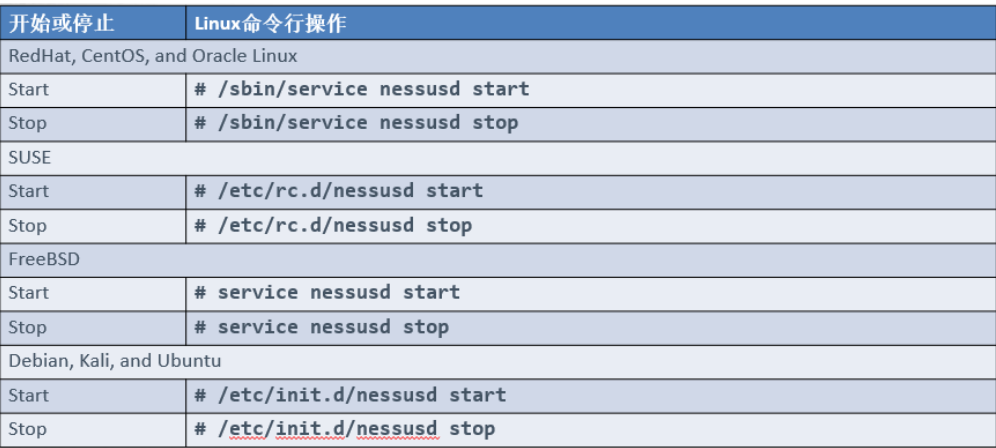 开始或停止 Linux命令行操作
RedHat, CentOS, and Oracle Linux
Start # /sbin/service nessusd start
Stop # /sbin/service nessusd stop
SUSE
Start # /etc/rc.d/nessusd start
Stop # /etc/rc.d/nessusd stop
FreeBSD
Start # service nessusd start
Stop # service nessusd stop
Debian, Kali, and Ubuntu
Start # /etc/init.d/nessusd start
Stop # /etc/init.d/nessusd stop